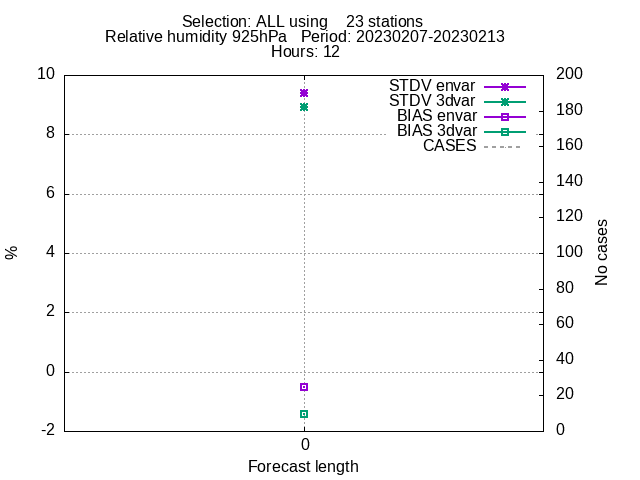 Selection: ALL using    23 stations
Relative humidity 925hPa   Period: 20230207-20230213
Hours: 12
10
8
6
4
2
0
-2
%
200
180
160
140
120
100
80
60
40
20
0
No cases
STDV envar
STDV 3dvar
BIAS envar
BIAS 3dvar
CASES
0
Forecast length